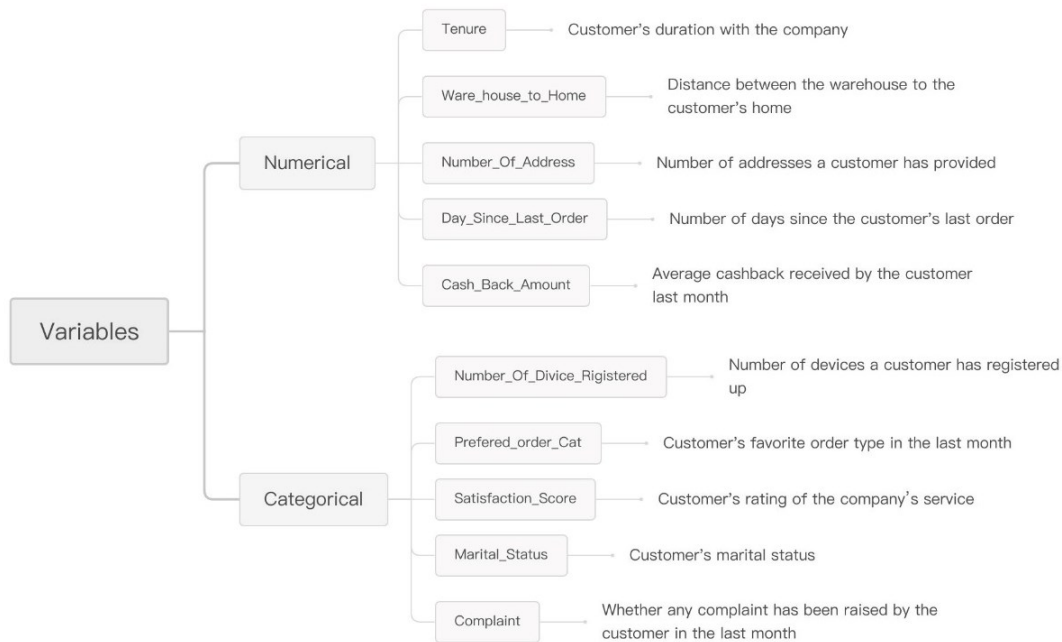 Variables
Numerical
Tenure
Customer's duration with the company
Ware_house_to_Home
Distance between the warehouse to the
customer's home
Number_Of_Address
Number of addresses a customer has provided
Day_Since_Last_Order
Number of days since the customer's last order
Cash_Back_Amount
Average cashback received by the customer
last month
Categorical
Number_Of_Divice_Rigistered
Number of devices a customer has registered
up
Prefered_order_Cat
Customer's favorite order type in the last month
Satisfaction_Score
Customer's rating of the company's service
Marital_Status
Customer's marital status
Complaint
Whether any complaint has been raised by the
customer in the last month